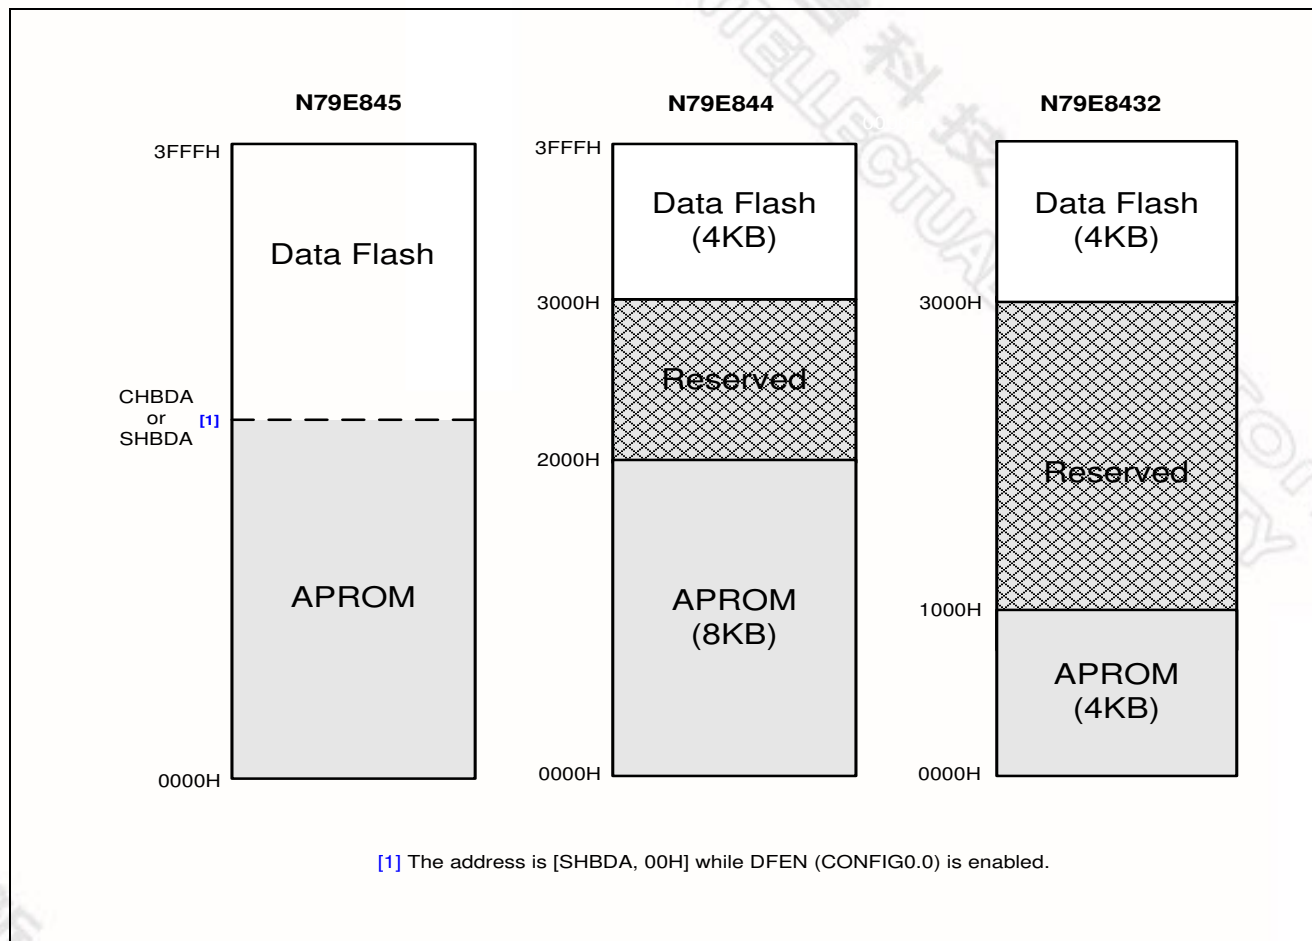 N79E845
3FFFH
Data Flash
CHBDA
or
SHBDA
[1]
APROM
0000H
N79E844
3FFFH
Data Flash
(4KB)
3000H
Reserved
2000H
APROM
(8KB)
0000H
N79E8432
Data Flash
(4KB)
3000H
Reserved
1000H
APROM
(4KB)
0000H
[1] The address is [SHBDA, 00H] while DFEN (CONFIG0.0) is enabled.